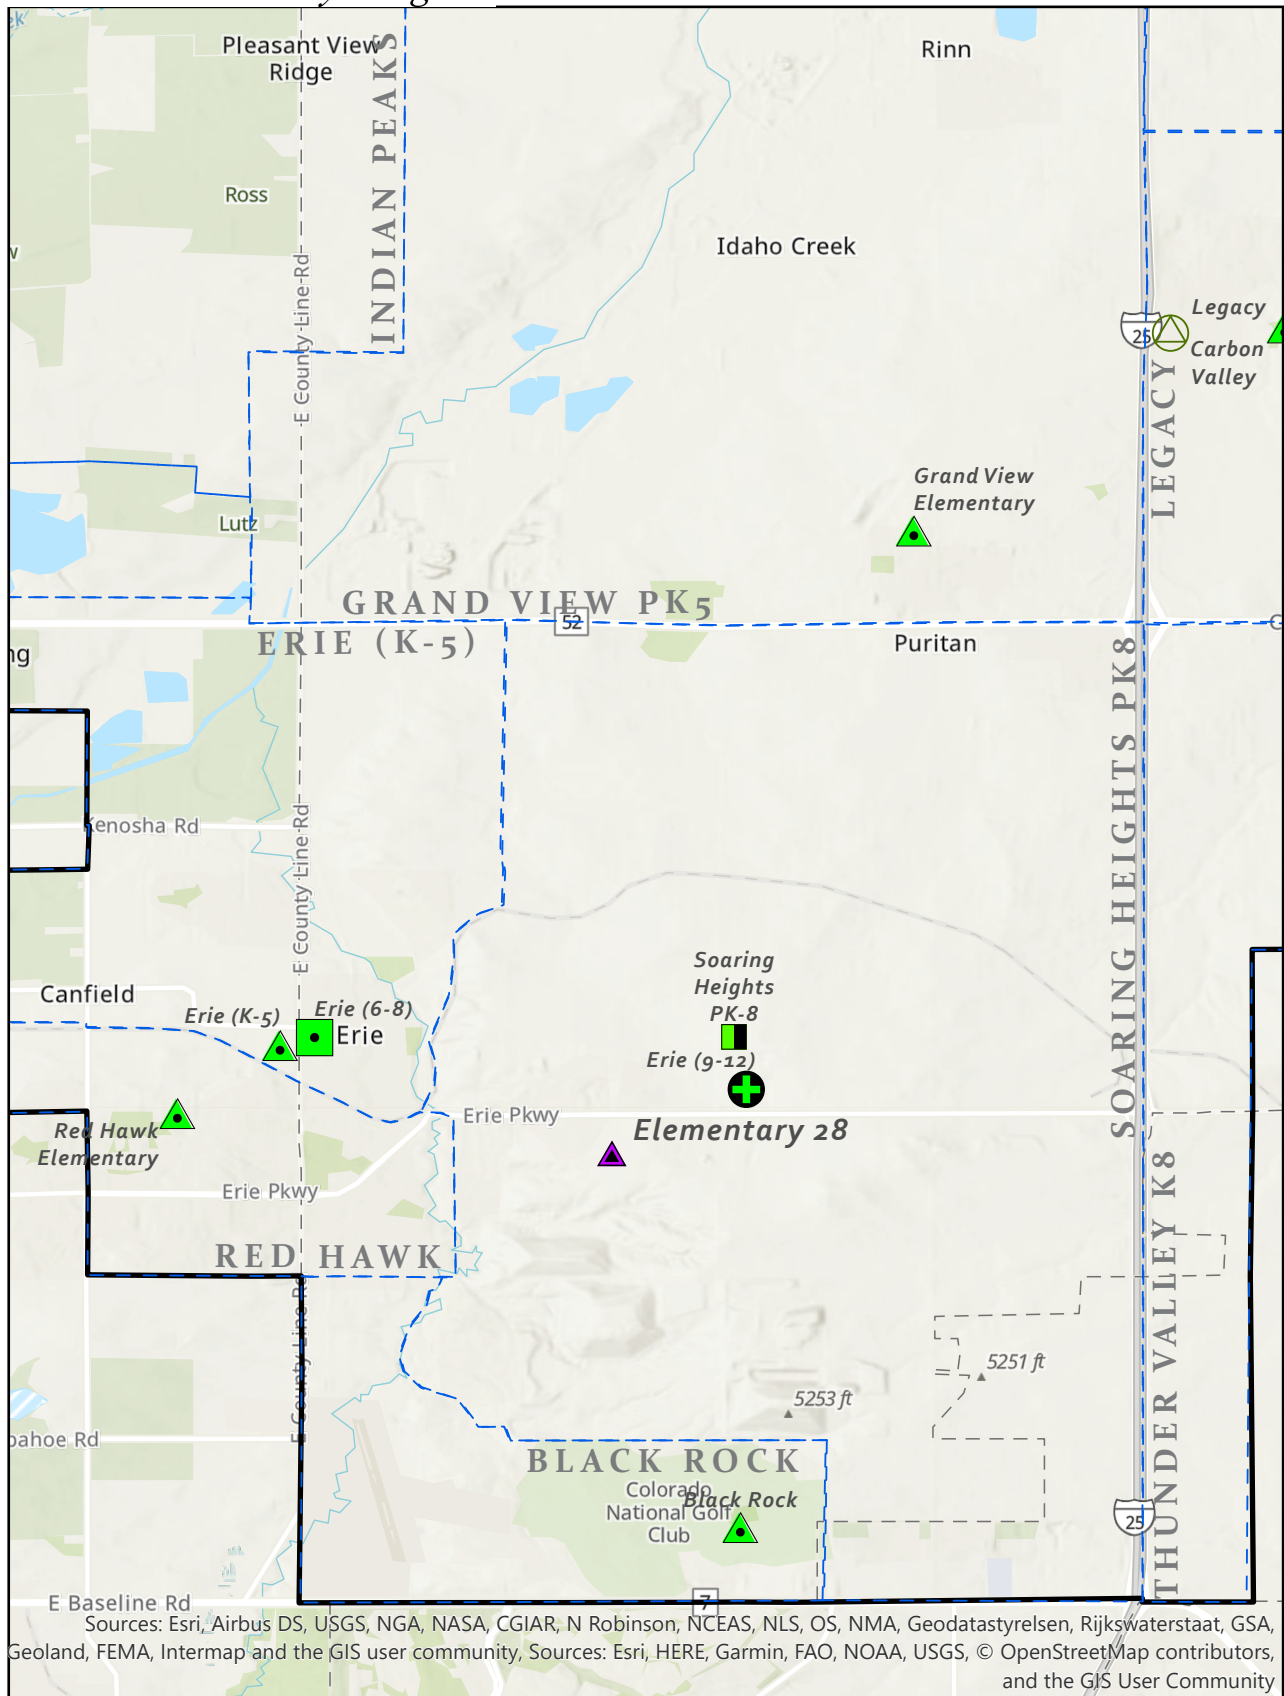 Pleasant View
Ridge
Rinn
INDIAN PEAKS
Ross
E County Line Rd
Idaho Creek
25
Legacy
Carbon
Valley
LEGACY
Grand View
Elementary
Lutz
GRAND VIEW PK5
52
ERIE (K-5)
Puritan
ng
SOARING HEIGHTS PK8
Kenosha Rd
E County Line Rd
Soaring
Heights
PK-8
Canfield
Erie (K-5)
Erie (6-8)
Erie
Erie (9-12)
Erie Pkwy
Elementary 28
Red Hawk
Elementary
Erie Pkwy
RED HAWK
THUNDER VALLEY K8
E County Line Rd
5251 ft
5253 ft
pahoe Rd
BLACK ROCK
Colorado
National Golf
Club
Black Rock
25
E Baseline Rd
7
Sources: Esri, Airbus DS, USGS, NGA, NASA, CGIAR, N Robinson, NCEAS, NLS, OS, NMA, Geodatastyrelsen, Rijkswaterstaat, GSA,
Geoland, FEMA, Intermap and the GIS user community, Sources: Esri, HERE, Garmin, FAO, NOAA, USGS, © OpenStreetMap contributors,
and the GIS User Community